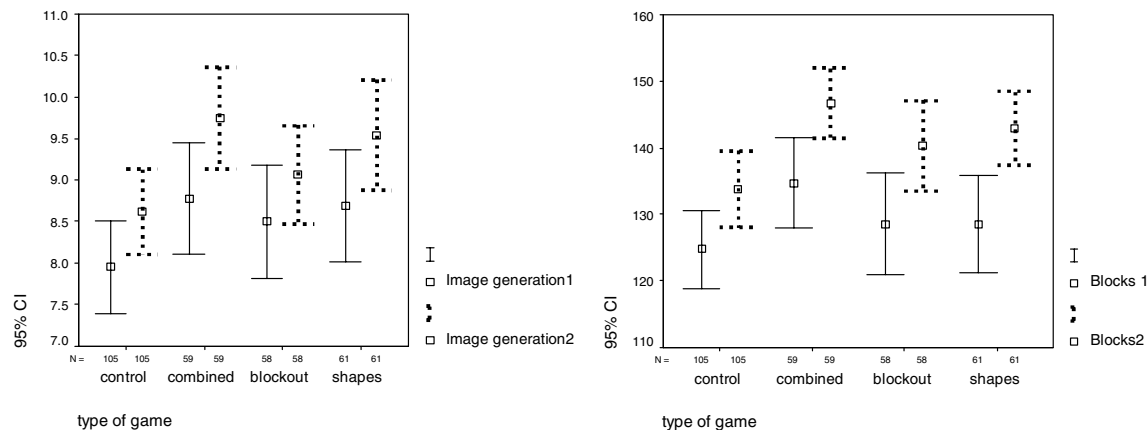 11.0
10.5
10.0
9.5
9.0
8.5
8.0
7.5
7.0
95% CI
N = 105 105 59 59 58 58 61 61
control combined blockout shapes
type of game
Image generation1
Image generation2
160
150
140
130
120
110
95% CI
N = 105 105 59 59 58 58 61 61
control combined blockout shapes
type of game
Blocks 1
Blocks2